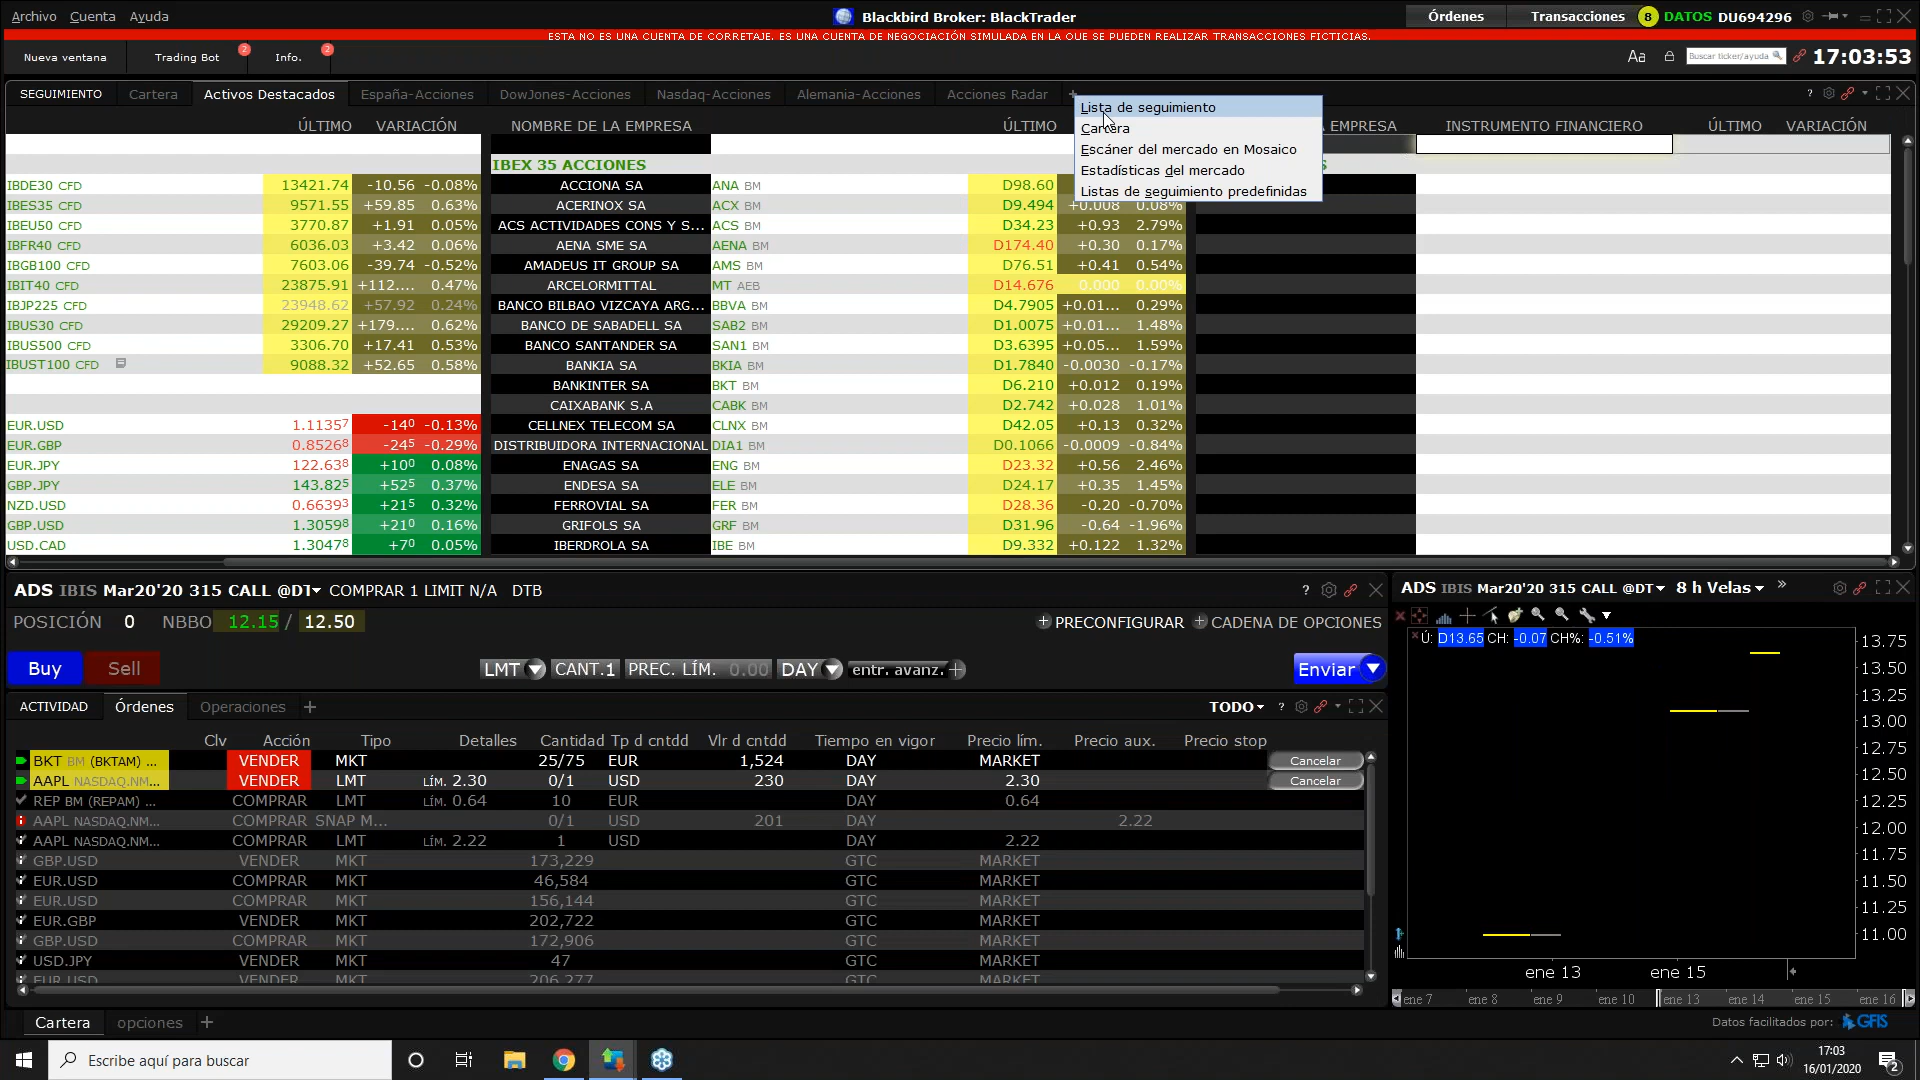 Archivo Cuenta Ayuda
Blackbird Broker: BlackTrader
Órdenes Transacciones 8 DATOS DU694296
ESTA NO ES UNA CUENTA DE CORRETAJE. ES UNA CUENTA DE NEGOCIACIÓN SIMULADA EN LA QUE SE PUEDEN REALIZAR TRANSACCIONES FICTICIAS.
Nueva ventana Trading Bot 2 Info. 2
Aa Buscar ticker/ayuda 17:03:53
SEGUIMIENTO Cartera Activos Destacados España-Acciones DowJones-Acciones Nasdaq-Acciones Alemania-Acciones Acciones Radar +
Lista de seguimiento
Cartera
Escáner del mercado en Mosaico
Estadísticas del mercado
Listas de seguimiento predefinidas
ÚLTIMO VARIACIÓN NOMBRE DE LA EMPRESA ÚLTIMO EMPRESA INSTRUMENTO FINANCIERO ÚLTIMO VARIACIÓN
IBEX 35 ACCIONES
IBDE30 CFD 13421.74 -10.56 -0.08% ACCIONA SA ANA BM D98.60
IBES35 CFD 9571.55 +59.85 0.63% ACERINOX SA ACX BM D9.494 +0.008 0.08%
IBEU50 CFD 3770.87 +1.91 0.05% ACS ACTIVIDADES CONS Y S... ACS BM D34.23 +0.93 2.79%
IBFR40 CFD 6036.03 +3.42 0.06% AENA SME SA AENA BM D174.40 +0.30 0.17%
IBGB100 CFD 7603.06 -39.74 -0.52% AMADEUS IT GROUP SA AMS BM D76.51 +0.41 0.54%
IBIT40 CFD 23875.91 +112.... 0.47% ARCELORMITTAL MT AEB D14.676 0.000 0.00%
IBJP225 CFD 23948.62 +57.92 0.24% BANCO BILBAO VIZCAYA ARG... BBVA BM D4.7905 +0.01... 0.29%
IBUS30 CFD 29209.27 +179.... 0.62% BANCO DE SABADELL SA SAB2 BM D1.0075 +0.01... 1.48%
IBUS500 CFD 3306.70 +17.41 0.53% BANCO SANTANDER SA SAN1 BM D3.6395 +0.05... 1.59%
IBUST100 CFD 9088.32 +52.65 0.58% BANKIA SA BKIA BM D1.7840 -0.0030 -0.17%
BANKINTER SA BKT BM D6.210 +0.012 0.19%
CAIXABANK S.A CABK BM D2.742 +0.028 1.01%
EUR.USD 1.11357 -140 -0.13% CELLNEX TELECOM SA CLNX BM D42.05 +0.13 0.32%
EUR.GBP 0.85268 -245 -0.29% DISTRIBUIDORA INTERNACIONAL DIA1 BM D0.1066 -0.0009 -0.84%
EUR.JPY 122.638 +100 0.08% ENAGAS SA ENG BM D23.32 +0.56 2.46%
GBP.JPY 143.825 +525 0.37% ENDESA SA ELE BM D24.17 +0.35 1.45%
NZD.USD 0.66393 +215 0.32% FERROVIAL SA FER BM D28.36 -0.20 -0.70%
GBP.USD 1.30598 +210 0.16% GRIFOLS SA GRF BM D31.96 -0.64 -1.96%
USD.CAD 1.30478 +70 0.05% IBERDROLA SA IBE BM D9.332 +0.122 1.32%
ADS IBIS Mar20'20 315 CALL @DT COMPRAR 1 LIMIT N/A DTB
POSICIÓN 0 NBBO 12.15 / 12.50 + PRECONFIGURAR + CADENA DE OPCIONES
Buy Sell LMT CANT.1 PREC. LÍM. 0.00 DAY entr. avanz. + Enviar
ACTIVIDAD Órdenes Operaciones + TODO
Clv Acción Tipo Detalles Cantidad Tp d cntdd Vlr d cntdd Tiempo en vigor Precio lím. Precio aux. Precio stop
BKT BM (BKTAM) ... VENDER MKT 25/75 EUR 1,524 DAY MARKET Cancelar
AAPL NASDAQ.NM... VENDER LMT LÍM. 2.30 0/1 USD 230 DAY 2.30 Cancelar
REP BM (REPAM) ... COMPRAR LMT LÍM. 0.64 10 EUR DAY 0.64
AAPL NASDAQ.NM... COMPRAR SNAP M... 0/1 USD 201 DAY 2.22
AAPL NASDAQ.NM... COMPRAR LMT LÍM. 2.22 1 USD DAY 2.22
GBP.USD VENDER MKT 173,229 GTC MARKET
EUR.USD VENDER MKT 46,584 GTC MARKET
EUR.USD COMPRAR MKT 156,144 GTC MARKET
EUR.GBP VENDER MKT 202,722 GTC MARKET
GBP.USD COMPRAR MKT 172,906 GTC MARKET
USD.JPY VENDER MKT 47 GTC MARKET
EUR.USD VENDER MKT 206,277 GTC MARKET
ADS IBIS Mar20'20 315 CALL @DT 8 h Velas
Ú: D13.65 CH: -0.07 CH%: -0.51%
13.75
13.50
13.25
13.00
12.75
12.50
12.25
12.00
11.75
11.50
11.25
11.00
ene 13 ene 15
ene 7 ene 8 ene 9 ene 10 ene 13 ene 14 ene 15 ene 16
Cartera opciones + Datos facilitados por: GFIS
Escribe aquí para buscar
17:03
16/01/2020
2